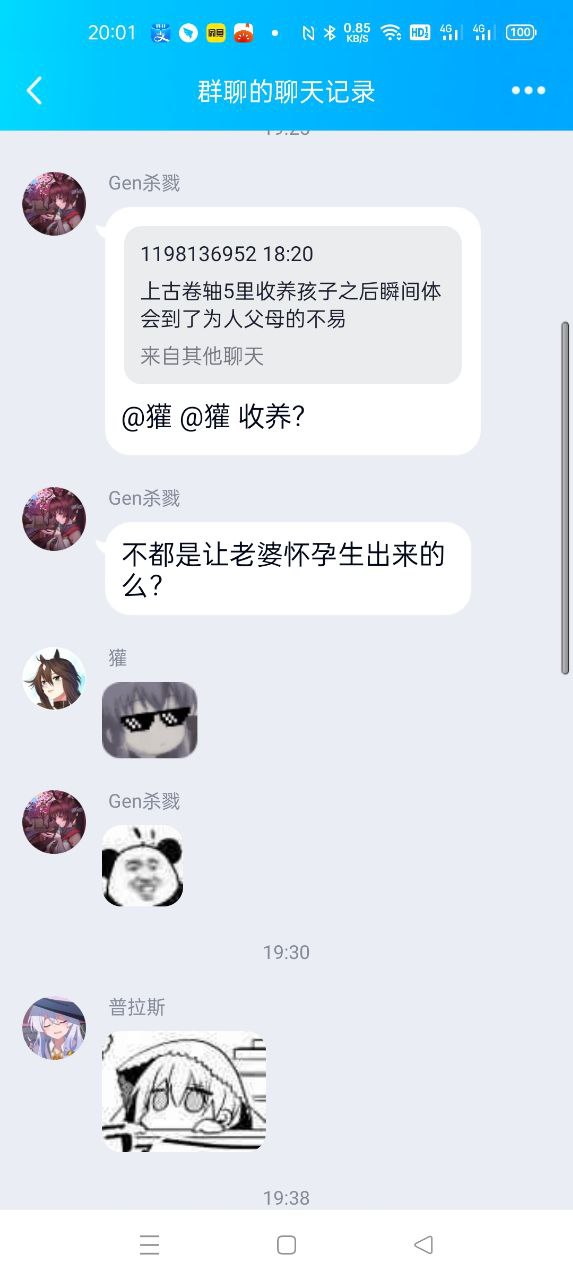 20:01
0.85
KB/S
HD
4G
4G
100
群聊的聊天记录
Gen杀戮
1198136952 18:20
上古卷轴5里收养孩子之后瞬间体
会到了为人父母的不易
来自其他聊天
@獾 @獾 收养?
Gen杀戮
不都是让老婆怀孕生出来的
么?
獾
Gen杀戮
19:30
普拉斯
19:38